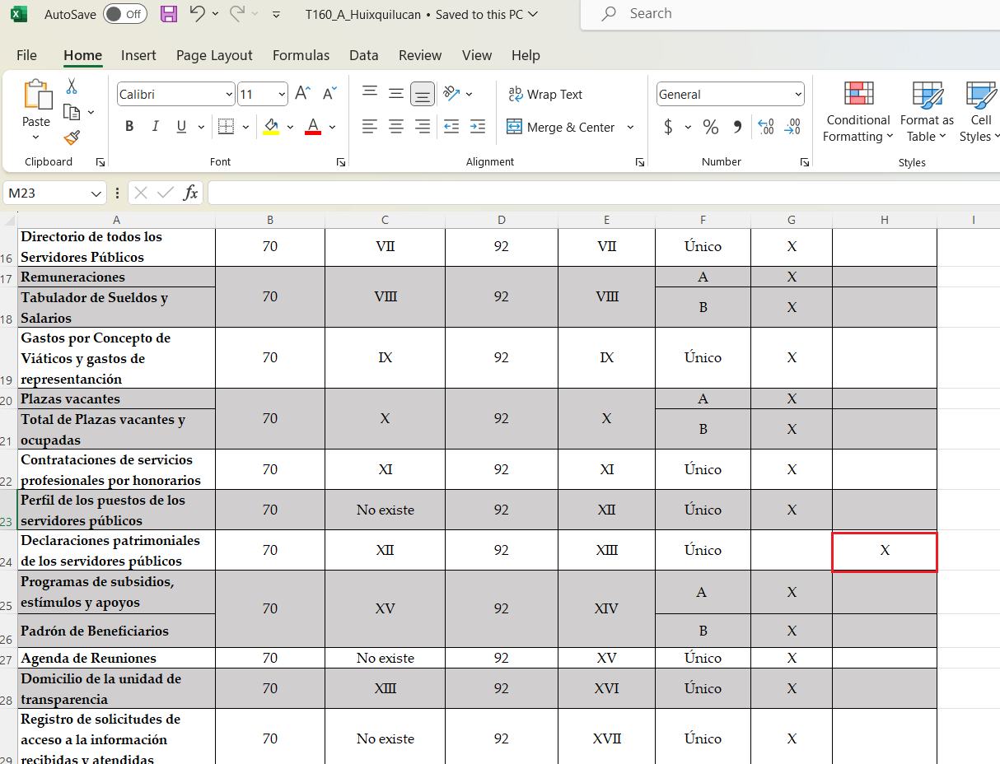 AutoSave Off T160_A_Huixquilucan • Saved to this PC Search
File Home Insert Page Layout Formulas Data Review View Help
Paste Calibri 11 A A ab Wrap Text General Conditional Formatting Format as Table Cell Styles
B I U A Merge & Center $ % 9 .00 .00
Clipboard Font Alignment Number Styles
M23 fx
A B C D E F G H I
16 Directorio de todos los
Servidores Públicos 70 VII 92 VII Único X
17 Remuneraciones 70 VIII 92 VIII A X
18 Tabulador de Sueldos y
Salarios B X
19 Gastos por Concepto de
Viáticos y gastos de
representanción 70 IX 92 IX Único X
20 Plazas vacantes 70 X 92 X A X
21 Total de Plazas vacantes y
ocupadas B X
22 Contrataciones de servicios
profesionales por honorarios 70 XI 92 XI Único X
23 Perfil de los puestos de los
servidores públicos 70 No existe 92 XII Único X
24 Declaraciones patrimoniales
de los servidores públicos 70 XII 92 XIII Único X
25 Programas de subsidios,
estímulos y apoyos 70 XV 92 XIV A X
26 Padrón de Beneficiarios B X
27 Agenda de Reuniones 70 No existe 92 XV Único X
28 Domicilio de la unidad de
transparencia 70 XIII 92 XVI Único X
29 Registro de solicitudes de
acceso a la información
recibidas y atendidas 70 No existe 92 XVII Único X